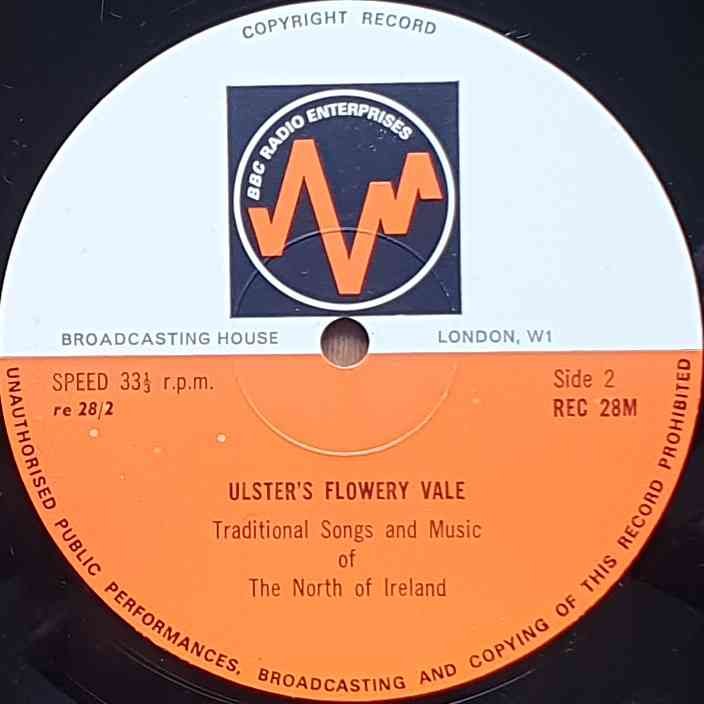 COPYRIGHT RECORD
BBC RADIO ENTERPRISES
BROADCASTING HOUSE
LONDON, W1
SPEED 33⅓ r.p.m.
Side 2
re 28/2
REC 28M
ULSTER'S FLOWERY VALE
Traditional Songs and Music
of
The North of Ireland
UNAUTHORISED PUBLIC PERFORMANCES, BROADCASTING AND COPYING OF THIS RECORD PROHIBITED